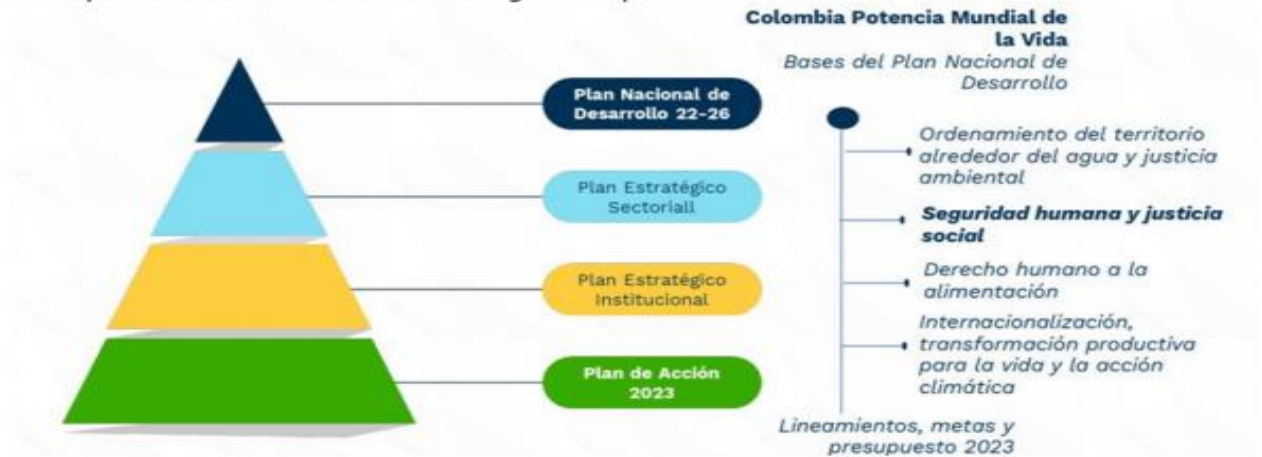 Plan Nacional de
Desarrollo 22-26
Plan Estratégico
Sectoriall
Plan Estratégico
Institucional
Plan de Acción
2023
Colombia Potencia Mundial de
la Vida
Bases del Plan Nacional de
Desarrollo
Ordenamiento del territorio
alrededor del agua y justicia
ambiental
Seguridad humana y justicia
social
Derecho humano a la
alimentación
Internacionalización,
transformación productiva
para la vida y la acción
climática
Lineamientos, metas y
presupuesto 2023